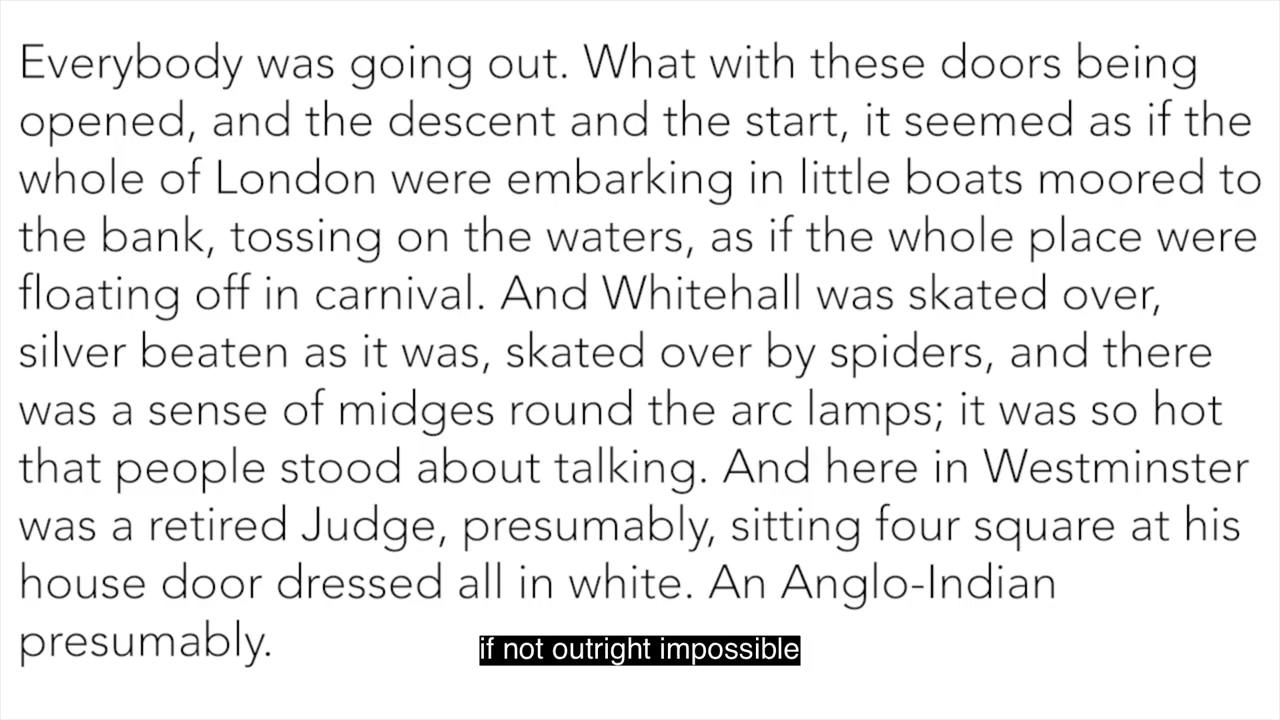 Everybody was going out. What with these doors being
opened, and the descent and the start, it seemed as if the
whole of London were embarking in little boats moored to
the bank, tossing on the waters, as if the whole place were
floating off in carnival. And Whitehall was skated over,
silver beaten as it was, skated over by spiders, and there
was a sense of midges round the arc lamps; it was so hot
that people stood about talking. And here in Westminster
was a retired Judge, presumably, sitting four square at his
house door dressed all in white. An Anglo-Indian
presumably.
if not outright impossible